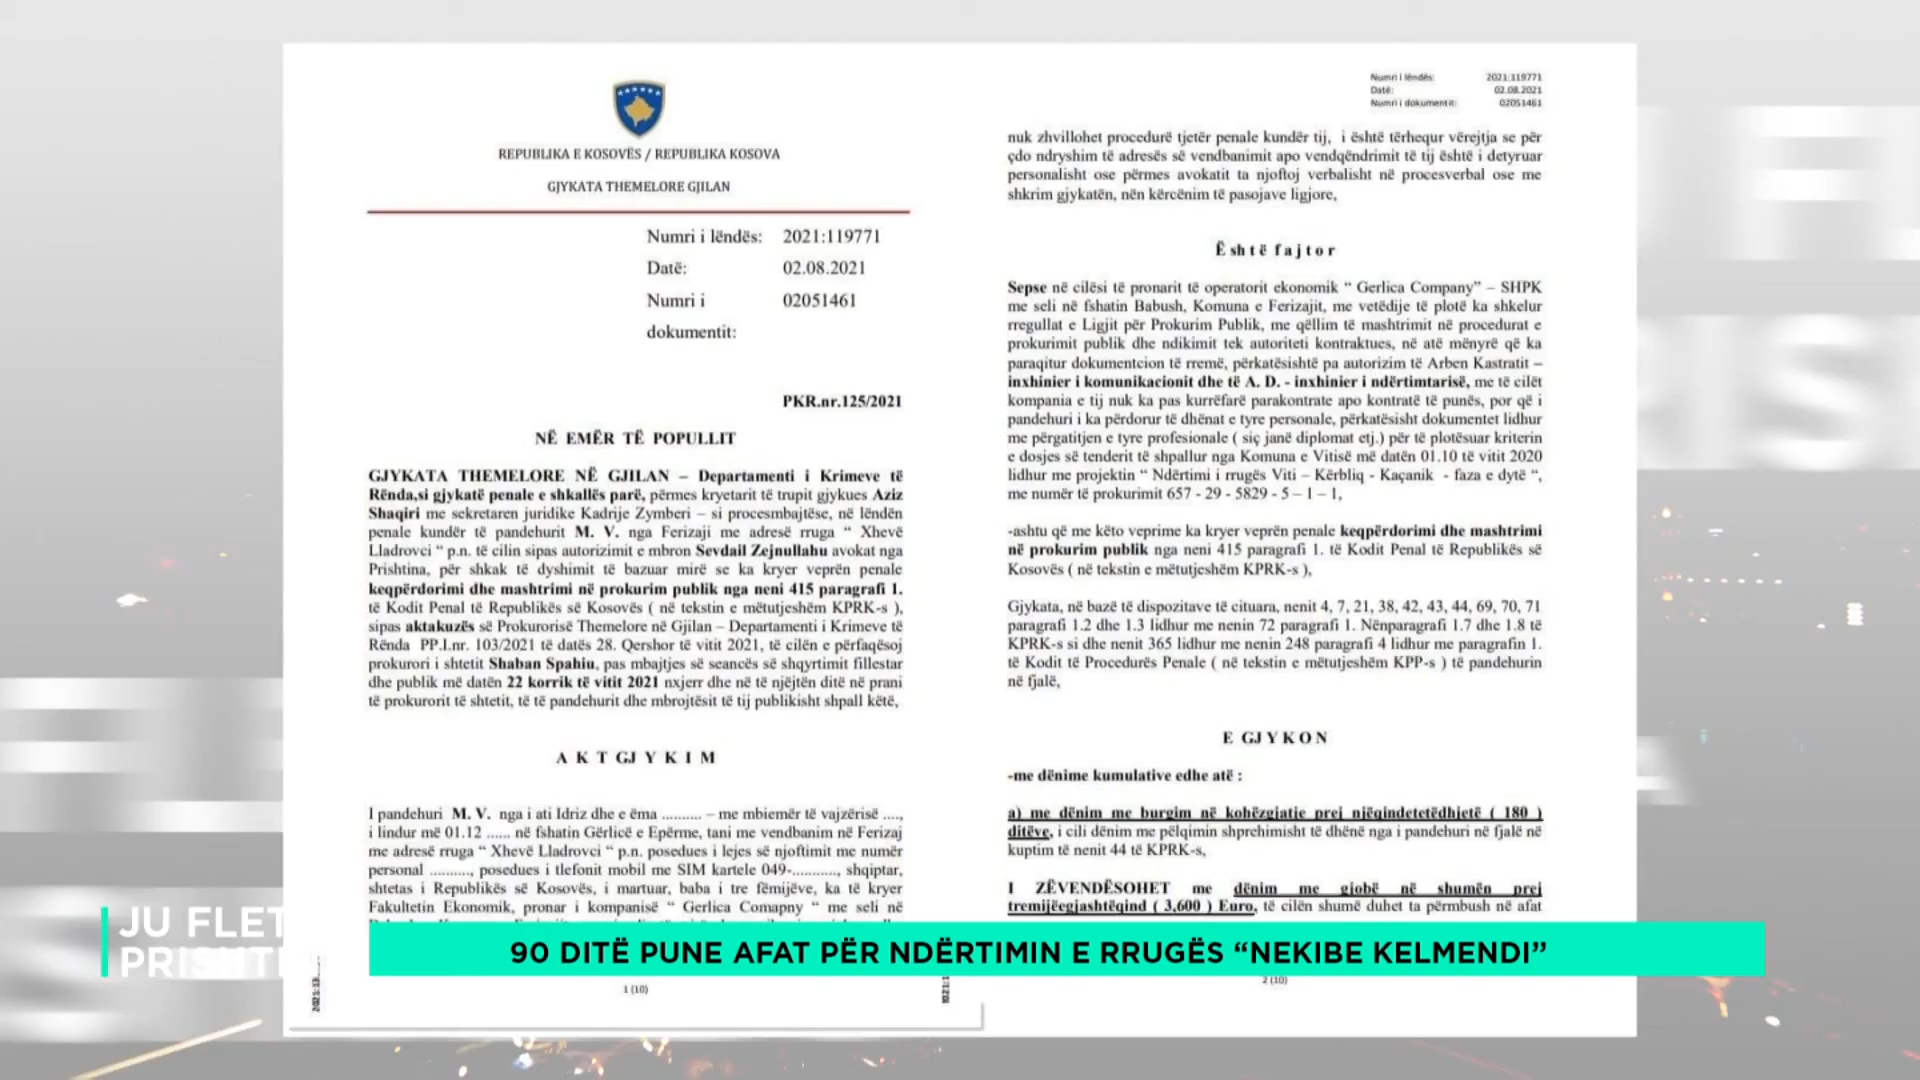 REPUBLIKA E KOSOVËS / REPUBLIKA KOSOVA
GJYKATA THEMELORE GJILAN
Numri i lëndës: 2021:119771
Datë: 02.08.2021
Numri i 02051461
dokumentit:
PKR.nr.125/2021
NË EMËR TË POPULLIT
GJYKATA THEMELORE NË GJILAN – Departamenti i Krimeve të
Rënda,si gjykatë penale e shkallës parë, përmes kryetarit të trupit gjykues Aziz
Shaqiri me sekretaren juridike Kadrije Zymberi – si procesmbajtëse, në lëndën
penale kundër të pandehurit M. V. nga Ferizaji me adresë rruga “ Xhevë
Lladrovci “ p.n. të cilin sipas autorizimit e mbron Sevdail Zejnullahu avokat nga
Prishtina, për shkak të dyshimit të bazuar mirë se ka kryer veprën penale
keqpërdorimi dhe mashtrimi në prokurim publik nga neni 415 paragrafi 1.
të Kodit Penal të Republikës së Kosovës ( në tekstin e mëtutjeshëm KPRK-s ),
sipas aktakuzës së Prokurorisë Themelore në Gjilan – Departamenti i Krimeve të
Rënda PP.I.nr. 103/2021 të datës 28. Qershor të vitit 2021, të cilën e përfaqësoj
prokurori i shtetit Shaban Spahiu, pas mbajtjes së seancës së shqyrtimit fillestar
dhe publik më datën 22 korrik të vitit 2021 nxjerr dhe në të njëjtën ditë në prani
të prokurorit të shtetit, të të pandehurit dhe mbrojtësit të tij publikisht shpall këtë,
A K T GJ Y K I M
I pandehuri M. V. nga i ati Idriz dhe e ëma .......... – me mbiemër të vajzërisë ....,
i lindur më 01.12 ...... në fshatin Gërlicë e Epërme, tani me vendbanim në Ferizaj
me adresë rruga “ Xhevë Lladrovci “ p.n. posedues i lejes së njoftimit me numër
personal .........., posedues i tlefonit mobil me SIM kartele 049-..........., shqiptar,
shtetas i Republikës së Kosovës, i martuar, baba i tre fëmijëve, ka të kryer
Fakultetin Ekonomik, pronar i kompanisë “ Gerlica Comapny “ me seli në
1 (10)
Numri i lëndës: 2021:119771
Datë: 02.08.2021
Numri i dokumentit: 02051461
nuk zhvillohet procedurë tjetër penale kundër tij, i është tërhequr vërejtja se për
çdo ndryshim të adresës së vendbanimit apo vendqëndrimit të tij është i detyruar
personalisht ose përmes avokatit ta njoftoj verbalisht në procesverbal ose me
shkrim gjykatën, nën kërcënim të pasojave ligjore,
Ë sh t ë f a j t o r
Sepse në cilësi të pronarit të operatorit ekonomik “ Gerlica Company” – SHPK
me seli në fshatin Babush, Komuna e Ferizajit, me vetëdije të plotë ka shkelur
rregullat e Ligjit për Prokurim Publik, me qëllim të mashtrimit në procedurat e
prokurimit publik dhe ndikimit tek autoriteti kontraktues, në atë mënyrë që ka
paraqitur dokumentcion të rremë, përkatësishtë pa autorizim të Arben Kastratit –
inxhinier i komunikacionit dhe të A. D. - inxhinier i ndërtimtarisë, me të cilët
kompania e tij nuk ka pas kurrëfarë parakontrate apo kontratë të punës, por që i
pandehuri i ka përdorur të dhënat e tyre personale, përkatësisht dokumentet lidhur
me përgatitjen e tyre profesionale ( siç janë diplomat etj.) për të plotësuar kriterin
e dosjes së tenderit të shpallur nga Komuna e Vitisë më datën 01.10 të vitit 2020
lidhur me projektin “ Ndërtimi i rrugës Viti – Kërbliq - Kaçanik - faza e dytë “,
me numër të prokurimit 657 - 29 - 5829 - 5 – 1 – 1,
-ashtu që me këto veprime ka kryer veprën penale keqpërdorimi dhe mashtrimi
në prokurim publik nga neni 415 paragrafi 1. të Kodit Penal të Republikës së
Kosovës ( në tekstin e mëtutjeshëm KPRK-s ),
Gjykata, në bazë të dispozitave të cituara, nenit 4, 7, 21, 38, 42, 43, 44, 69, 70, 71
paragrafi 1.2 dhe 1.3 lidhur me nenin 72 paragrafi 1. Nënparagrafi 1.7 dhe 1.8 të
KPRK-s si dhe nenit 365 lidhur me nenin 248 paragrafi 4 lidhur me paragrafin 1.
të Kodit të Procedurës Penale ( në tekstin e mëtutjeshëm KPP-s ) të pandehurin
në fjalë,
E GJ Y K O N
-me dënime kumulative edhe atë :
a) me dënim me burgim në kohëzgjatje prej njëqindetetëdhjetë ( 180 )
ditëve, i cili dënim me pëlqimin shprehimisht të dhënë nga i pandehuri në fjalë në
kuptim të nenit 44 të KPRK-s,
I ZËVENDËSOHET me dënim me gjobë në shumën prej
tremijëegjashtëqind ( 3,600 ) Euro, të cilën shumë duhet ta përmbush në afat
2 (10)
JU FLET
PRISHTI
90 DITË PUNE AFAT PËR NDËRTIMIN E RRUGËS “NEKIBE KELMENDI”